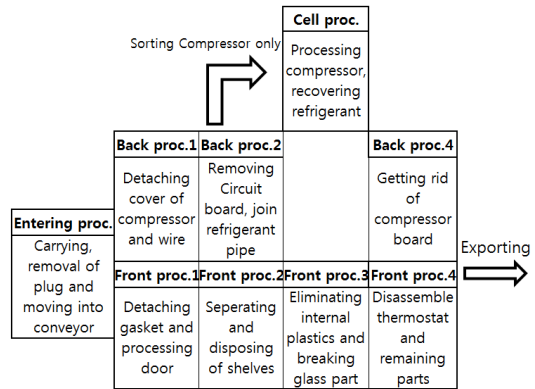 Cell proc.
Sorting Compressor only
Processing
compressor,
recovering
refrigerant
Back proc.1
Detaching
cover of
compressor
and wire
Back proc.2
Removing
Circuit
board, join
refrigerant
pipe
Back proc.4
Getting rid
of
compressor
board
Entering proc.
Carrying,
removal of
plug and
moving into
conveyor
Front proc.1
Detaching
gasket and
processing
door
Front proc.2
Seperating
and
disposing
of shelves
Front proc.3
Eliminating
internal
plastics and
breaking
glass part
Front proc.4
Disassemble
thermostat
and
remaining
parts
Exporting